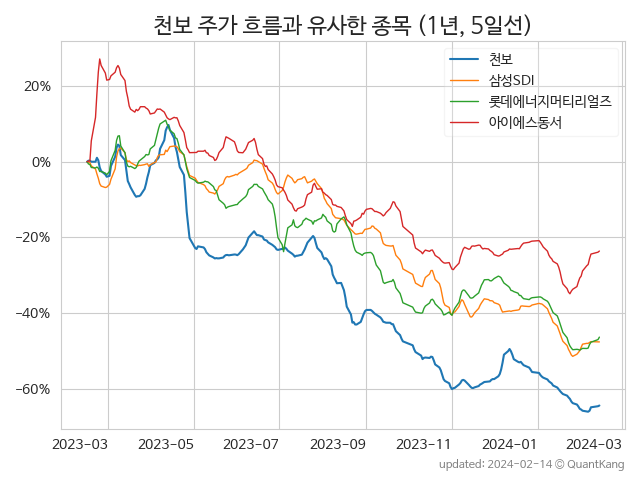 천보 주가 흐름과 유사한 종목 (1년, 5일선)
천보
삼성SDI
롯데에너지머티리얼즈
아이에스동서
20%
0%
−20%
−40%
−60%
2023-03 2023-05 2023-07 2023-09 2023-11 2024-01 2024-03
updated: 2024-02-14 © QuantKang